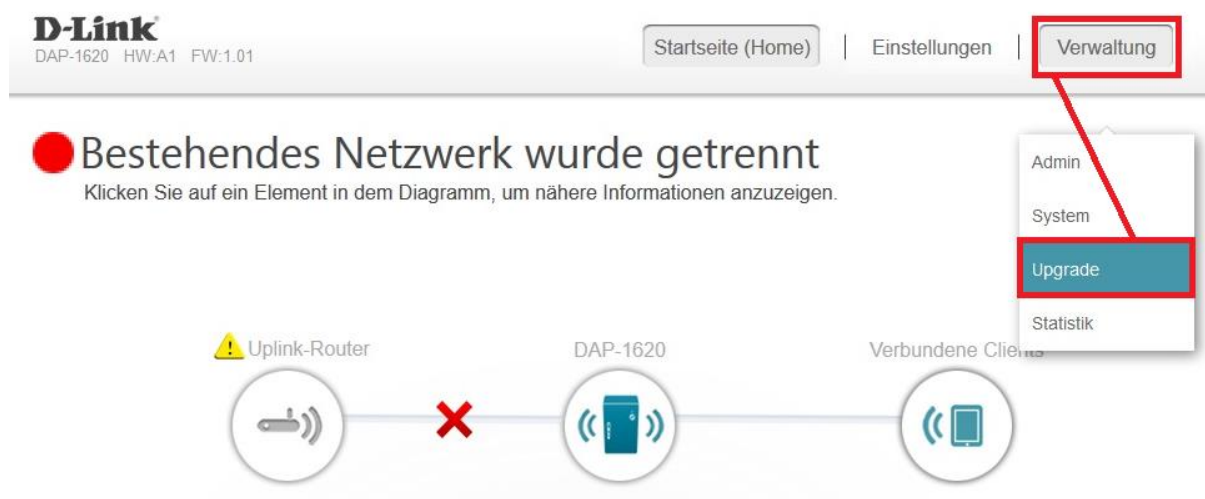 D-Link
DAP-1620 HW:A1 FW:1.01
Startseite (Home) | Einstellungen | Verwaltung
Bestehendes Netzwerk wurde getrennt
Klicken Sie auf ein Element in dem Diagramm, um nähere Informationen anzuzeigen.
Admin
System
Upgrade
Statistik
Uplink-Router
DAP-1620
Verbundene Clients